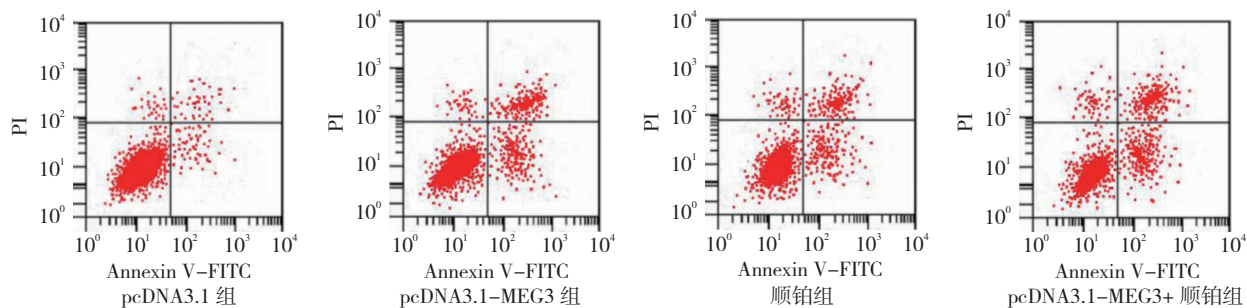 10⁴
10³
10²
10¹
10⁰
PI
10⁰ 10¹ 10² 10³ 10⁴
Annexin V-FITC
pcDNA3.1 组
10⁴
10³
10²
10¹
10⁰
PI
10⁰ 10¹ 10² 10³ 10⁴
Annexin V-FITC
pcDNA3.1-MEG3 组
10⁴
10³
10²
10¹
10⁰
PI
10⁰ 10¹ 10² 10³ 10⁴
Annexin V-FITC
顺铂组
10⁴
10³
10²
10¹
10⁰
PI
10⁰ 10¹ 10² 10³ 10⁴
Annexin V-FITC
pcDNA3.1-MEG3+ 顺铂组